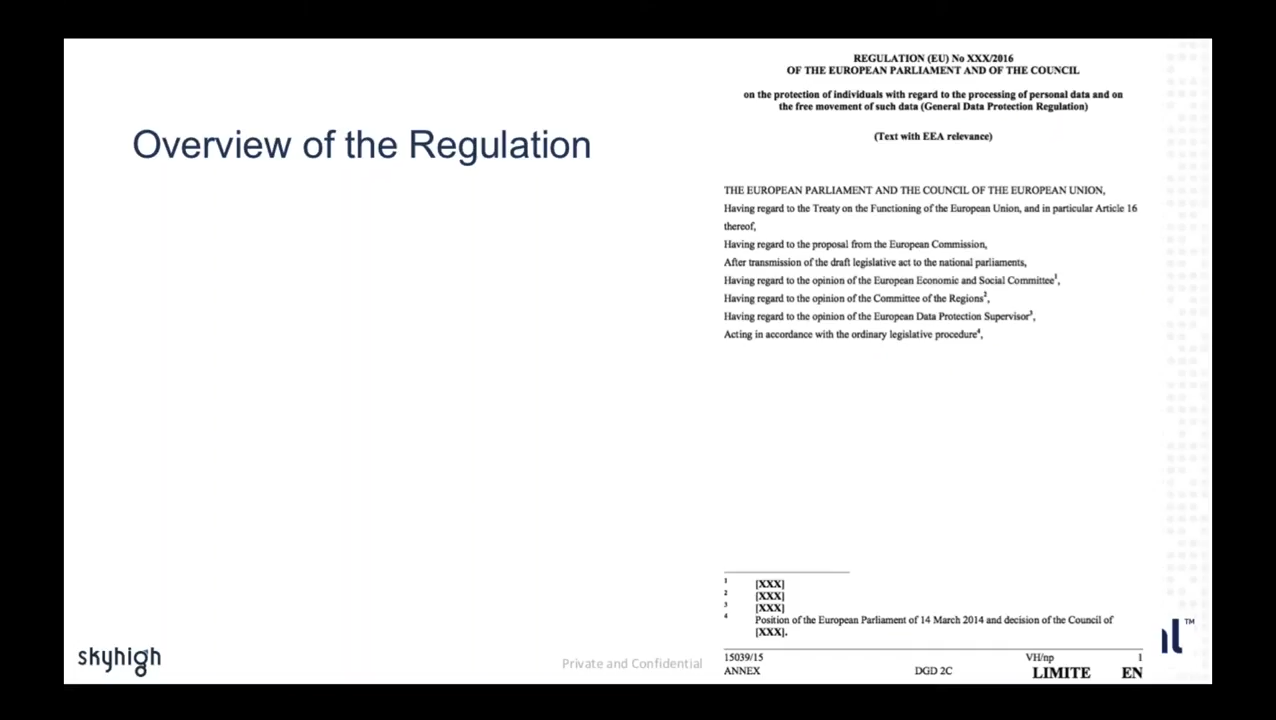 Overview of the Regulation
REGULATION (EU) No XXX/2016
OF THE EUROPEAN PARLIAMENT AND OF THE COUNCIL
on the protection of individuals with regard to the processing of personal data and on
the free movement of such data (General Data Protection Regulation)
(Text with EEA relevance)
THE EUROPEAN PARLIAMENT AND THE COUNCIL OF THE EUROPEAN UNION,
Having regard to the Treaty on the Functioning of the European Union, and in particular Article 16
thereof,
Having regard to the proposal from the European Commission,
After transmission of the draft legislative act to the national parliaments,
Having regard to the opinion of the European Economic and Social Committee¹,
Having regard to the opinion of the Committee of the Regions²,
Having regard to the opinion of the European Data Protection Supervisor³,
Acting in accordance with the ordinary legislative procedure⁴,
1 [XXX]
2 [XXX]
3 [XXX]
4 Position of the European Parliament of 14 March 2014 and decision of the Council of
[XXX].
15039/15 VH/np 1
ANNEX DGD 2C LIMITE EN
skyhigh
Private and Confidential
TM